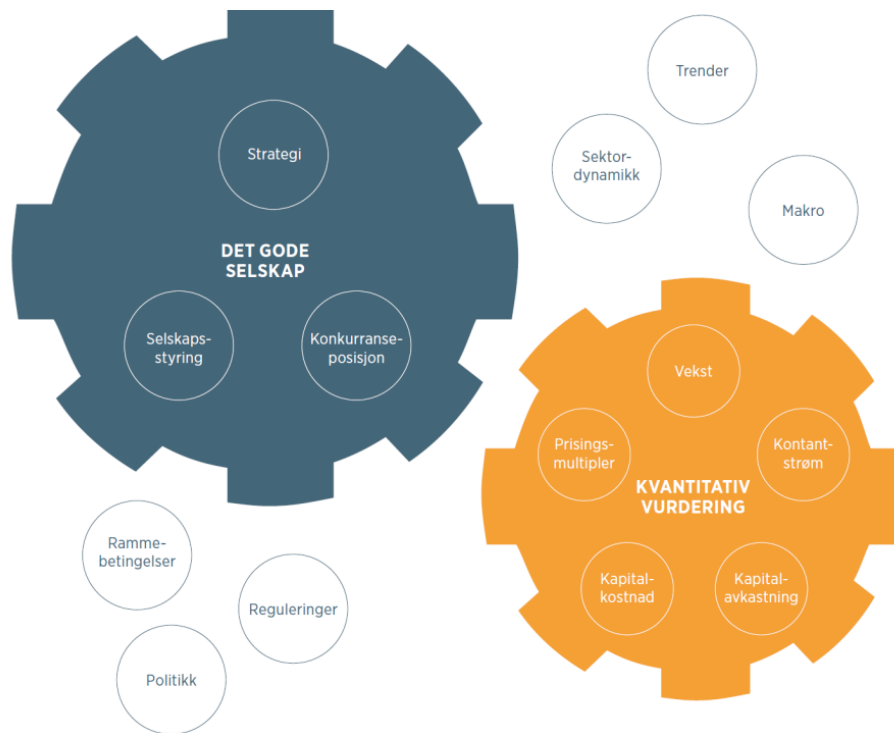 Strategi
DET GODE
SELSKAP
Selskaps-
styring
Konkurranse-
posisjon
Trender
Sektor-
dynamikk
Makro
Vekst
Prisings-
multipler
Kontant-
strøm
KVANTITATIV
VURDERING
Kapital-
kostnad
Kapital-
avkastning
Ramme-
betingelser
Reguleringer
Politikk